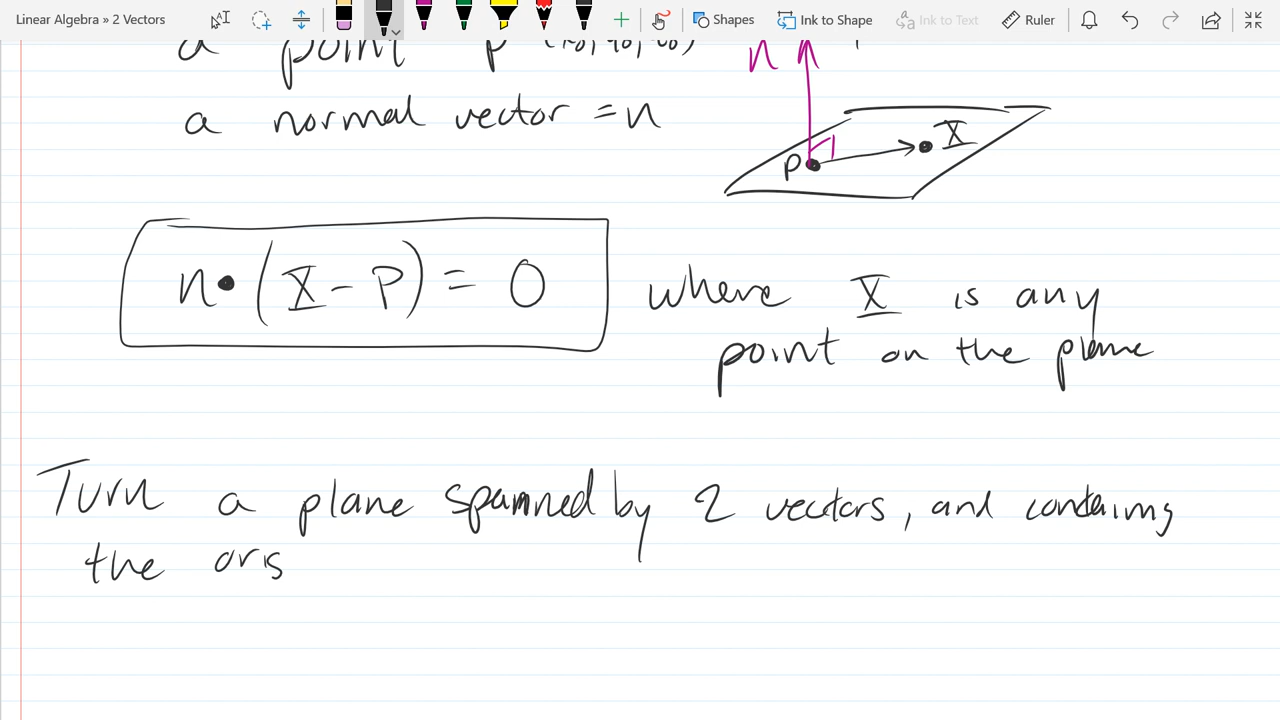 Linear Algebra » 2 Vectors
Shapes
Ink to Shape
Ink to Text
Ruler
a point P
n
a normal vector = n
P
X
n • (X - P) = 0
where X is any
point on the plane
Turn a plane spanned by 2 vectors, and containing
the oris